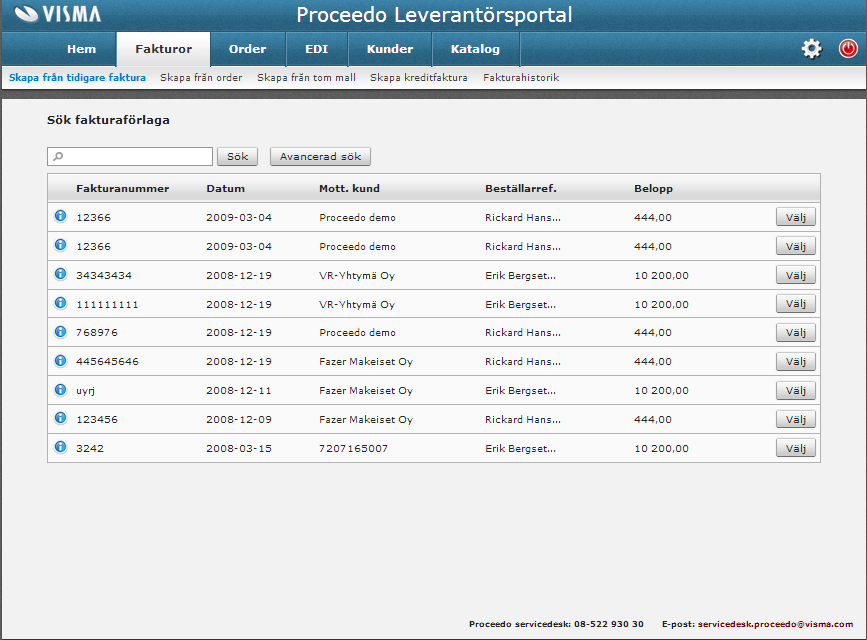 VISMA Proceedo Leverantörsportal
Hem Fakturor Order EDI Kunder Katalog
Skapa från tidigare faktura Skapa från order Skapa från tom mall Skapa kreditfaktura Fakturahistorik
Sök fakturaförlaga
Sök Avancerad sök
Fakturanummer Datum Mott. kund Beställarref. Belopp
12366 2009-03-04 Proceedo demo Rickard Hans... 444,00 Välj
12366 2009-03-04 Proceedo demo Rickard Hans... 444,00 Välj
34343434 2008-12-19 VR-Yhtymä Oy Erik Bergset... 10 200,00 Välj
111111111 2008-12-19 VR-Yhtymä Oy Erik Bergset... 10 200,00 Välj
768976 2008-12-19 Proceedo demo Rickard Hans... 444,00 Välj
445645646 2008-12-19 Fazer Makeiset Oy Rickard Hans... 444,00 Välj
uyrj 2008-12-11 Fazer Makeiset Oy Erik Bergset... 10 200,00 Välj
123456 2008-12-09 Fazer Makeiset Oy Rickard Hans... 444,00 Välj
3242 2008-03-15 7207165007 Erik Bergset... 10 200,00 Välj
Proceedo servicedesk: 08-522 930 30 E-post: servicedesk.proceedo@visma.com